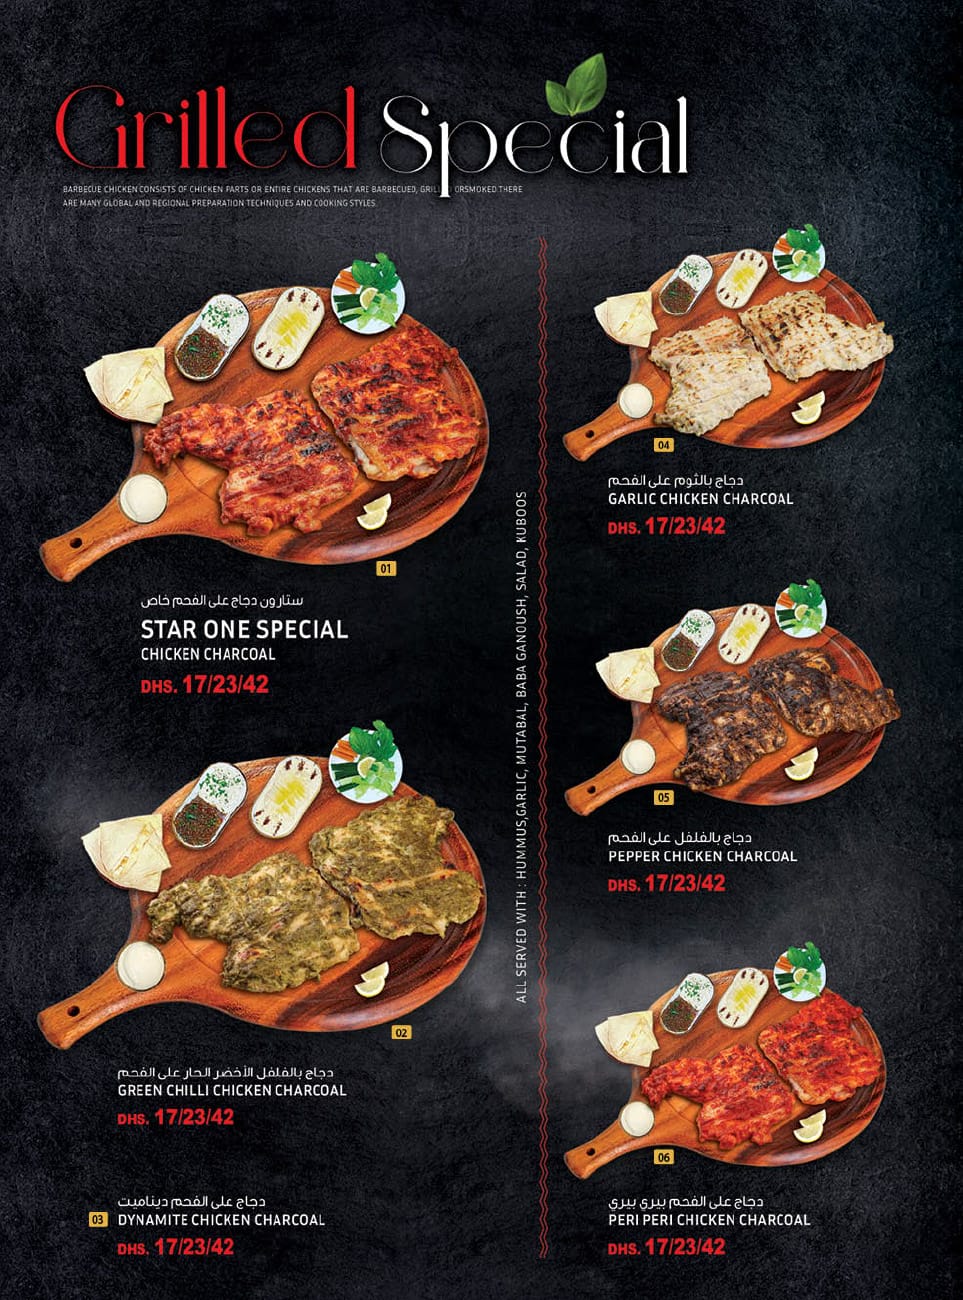 Grilled Special
BARBECUE CHICKEN CONSISTS OF CHICKEN PARTS OR ENTIRE CHICKENS THAT ARE BARBECUED, ORSMOKED.THERE
ARE MANY GLOBAL AND REGIONAL PREPARATION TECHNIQUES AND COOKING STYLES.
01
ستار ون دجاج على الفحم خاص
STAR ONE SPECIAL
CHICKEN CHARCOAL
DHS. 17/23/42
02
دجاج بالفلفل الأخضر الحار على الفحم
GREEN CHILLI CHICKEN CHARCOAL
DHS. 17/23/42
دجاج على الفحم ديناميت
03
DYNAMITE CHICKEN CHARCOAL
DHS. 17/23/42
ALL SERVED WITH : HUMMUS,GARLIC, MUTABAL, BABA GANOUSH, SALAD, KUBOOS
04
دجاج بالثوم على الفحم
GARLIC CHICKEN CHARCOAL
DHS. 17/23/42
05
دجاج بالفلفل على الفحم
PEPPER CHICKEN CHARCOAL
DHS. 17/23/42
06
دجاج على الفحم بيري بيري
PERI PERI CHICKEN CHARCOAL
DHS. 17/23/42